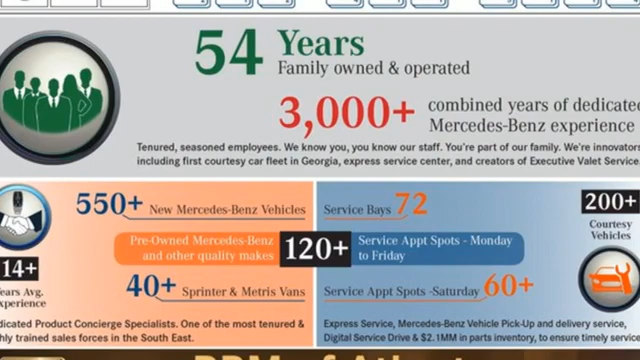 54 Years
Family owned & operated
3,000+ combined years of dedicated
Mercedes-Benz experience
Tenured, seasoned employees. We know you, you know our staff. You're part of our family. We're innovators
including first courtesy car fleet in Georgia, express service center, and creators of Executive Valet Service.
550+ New Mercedes-Benz Vehicles
Pre-Owned Mercedes-Benz
and other quality makes
120+
40+ Sprinter & Metris Vans
14+
Years Avg.
Experience
dicated Product Concierge Specialists. One of the most tenured &
hly trained sales forces in the South East.
Service Bays 72
Service Appt Spots - Monday
to Friday
Service Appt Spots -Saturday 60+
200+
Courtesy
Vehicles
Express Service, Mercedes-Benz Vehicle Pick-Up and delivery service,
Digital Service Drive & $2.1MM in parts inventory, to ensure timely service